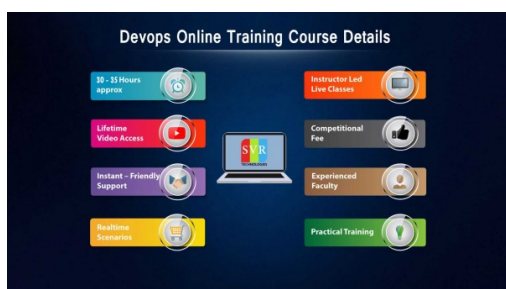 Devops Online Training Course Details
30 - 35 Hours
approx
Instructor Led
Live Classes
Lifetime
Video Access
Competitional
Fee
SVR
TECHNOLOGIES
Instant – Friendly
Support
Experienced
Faculty
Realtime
Scenarios
Practical Training